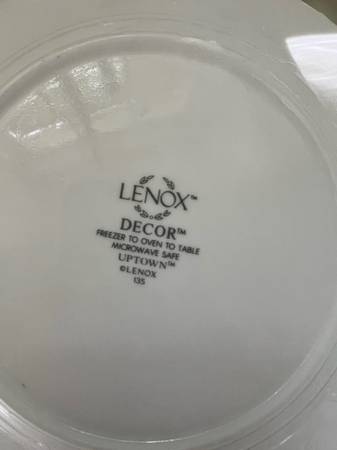 LENOX™
DECOR™
FREEZER TO OVEN TO TABLE
MICROWAVE SAFE
UPTOWN™
©LENOX
135